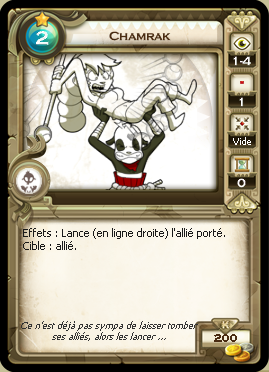 Chamrak
2
1-4
1
Vide
0
Effets : Lance (en ligne droite) l'allié porté.
Cible : allié.
Ce n'est déjà pas sympa de laisser tomber
ses alliés, alors les lancer ...
K
200